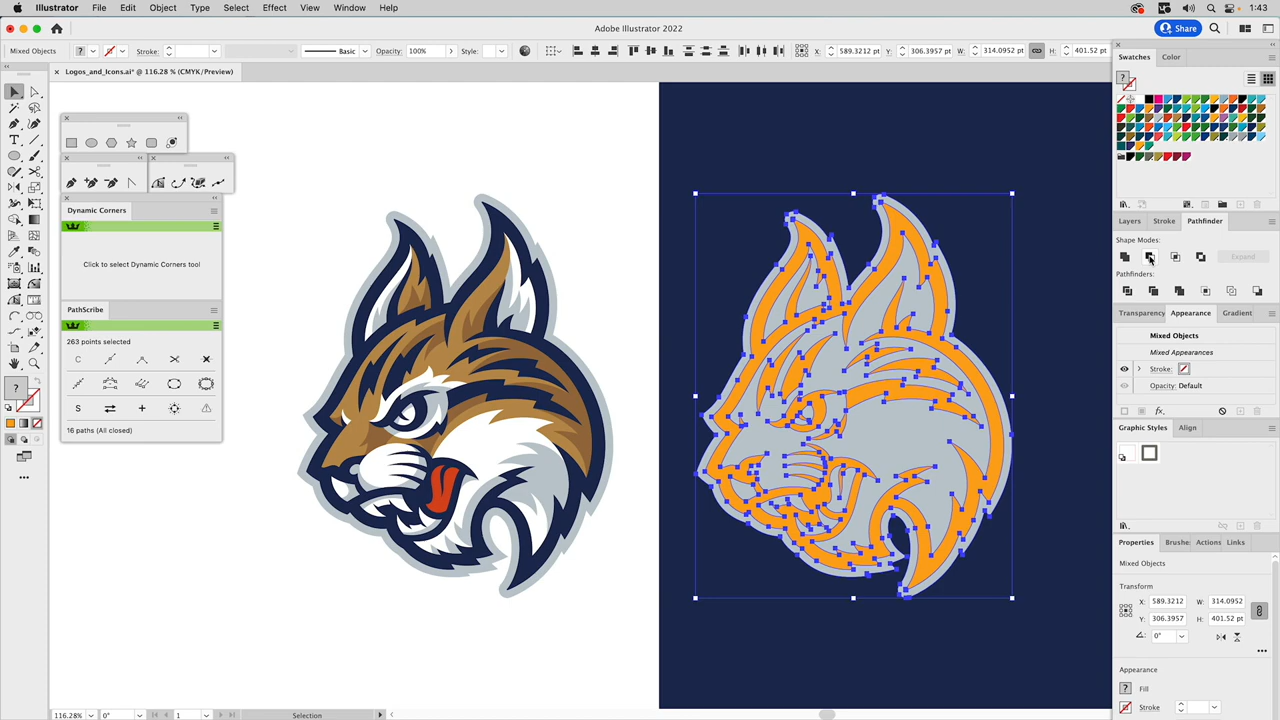 Illustrator File Edit Object Type Select Effect View Window Help 1:43
Adobe Illustrator 2022
Share
Mixed Objects ? Stroke: Basic Opacity: 100% Style: X: 589.3212 Y: 306.3957 W: 314.0952 pt H: 401.52 pt
× Logos_and_Icons.ai* @ 116.28 % (CMYK/Preview)
Swatches Color
?
Dynamic Corners
Click to select Dynamic Corners tool
PathScribe
263 points selected
C
S
16 paths (All closed)
?
Layers Stroke Pathfinder
Shape Modes:
Expand
Pathfinders:
Transparency Appearance Gradient
Mixed Objects
Mixed Appearances
Stroke:
Opacity: Default
fx
Graphic Styles Align
Properties Brushe Actions Links
Mixed Objects
Transform
X: 589.3212 W: 314.0952
Y: 306.3957 H: 401.52 pt
0°
Appearance
? Fill
Stroke
116.28% 0° 1 Selection